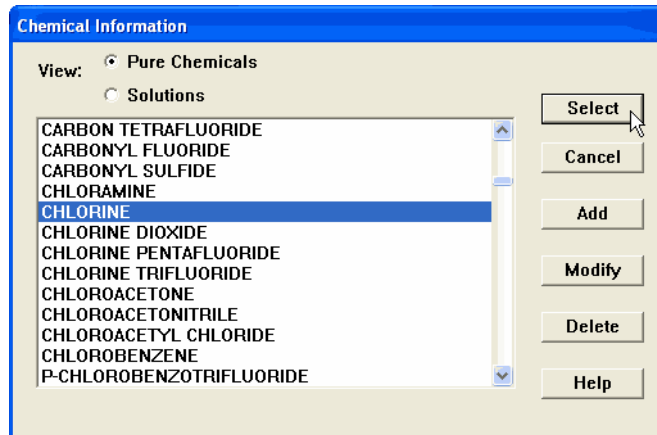 Chemical Information
View:
Pure Chemicals
Solutions
CARBON TETRAFLUORIDE
CARBONYL FLUORIDE
CARBONYL SULFIDE
CHLORAMINE
CHLORINE
CHLORINE DIOXIDE
CHLORINE PENTAFLUORIDE
CHLORINE TRIFLUORIDE
CHLOROACETONE
CHLOROACETONITRILE
CHLOROACETYL CHLORIDE
CHLOROBENZENE
P-CHLOROBENZOTRIFLUORIDE
Select
Cancel
Add
Modify
Delete
Help